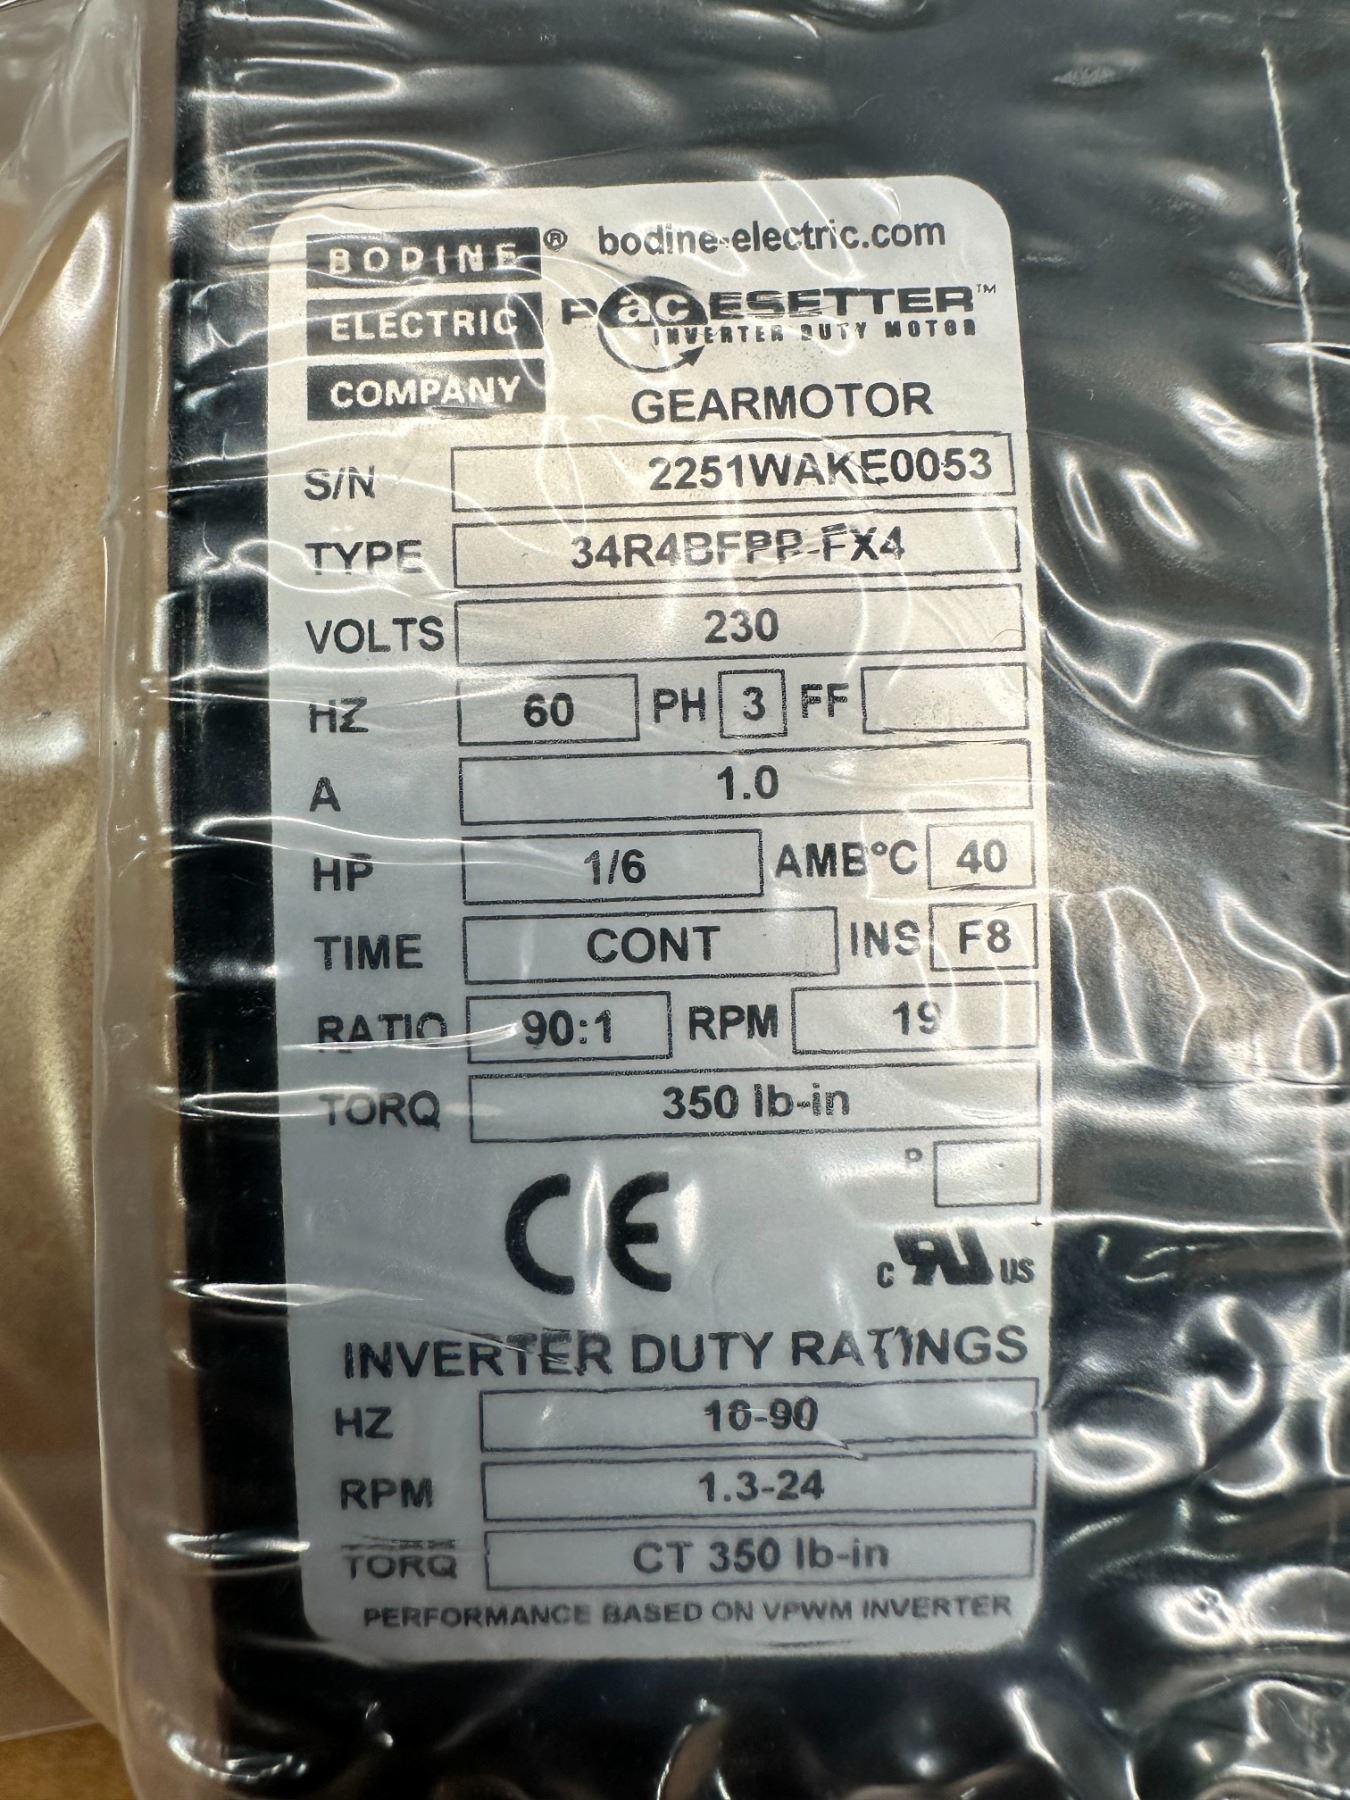 BODINE ® bodine-electric.com
ELECTRIC PACESETTER™
INVERTER DUTY MOTOR
COMPANY GEARMOTOR
S/N 2251WAKE0053
TYPE 34R4BFPP-FX4
VOLTS 230
HZ 60 PH 3 FF
A 1.0
HP 1/6 AMB°C 40
TIME CONT INS F8
RATIO 90:1 RPM 19
TORQ 350 lb-in
P
CE c RU US
INVERTER DUTY RATINGS
HZ 10-90
RPM 1.3-24
TORQ CT 350 lb-in
PERFORMANCE BASED ON VPWM INVERTER